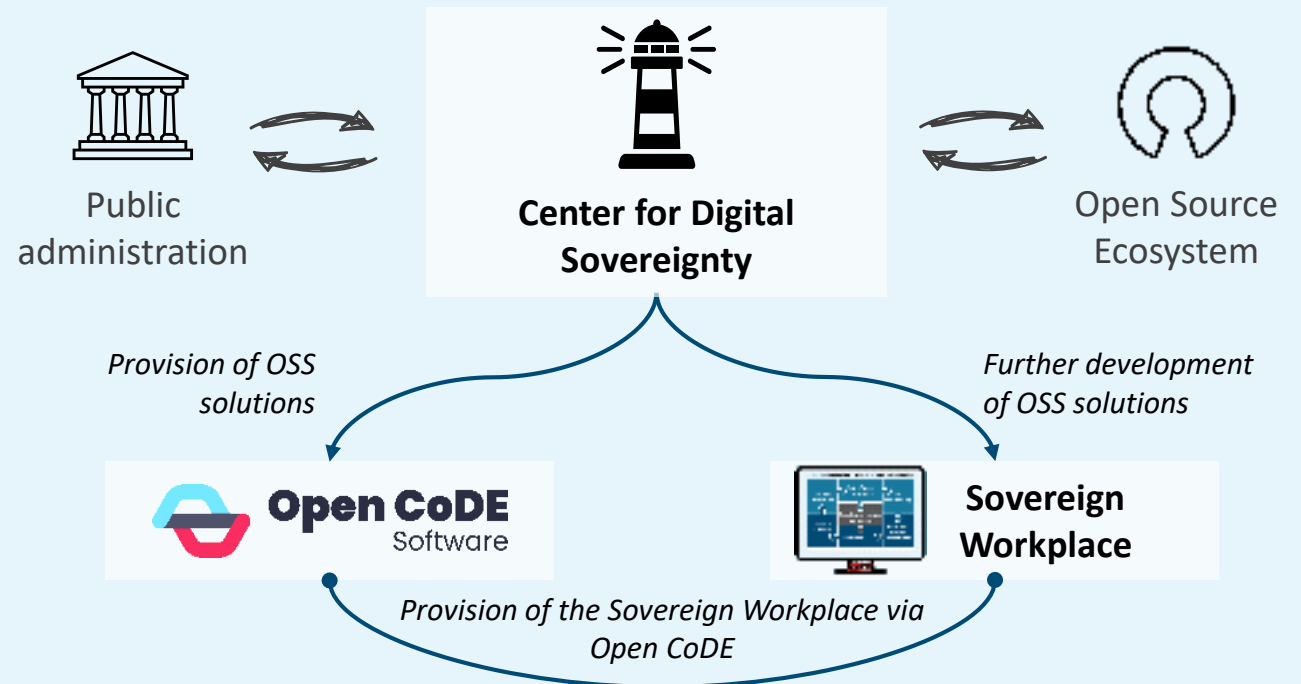 Public
administration
Center for Digital
Sovereignty
Open Source
Ecosystem
Provision of OSS
solutions
Further development
of OSS solutions
Open CoDE
Software
Sovereign
Workplace
Provision of the Sovereign Workplace via
Open CoDE